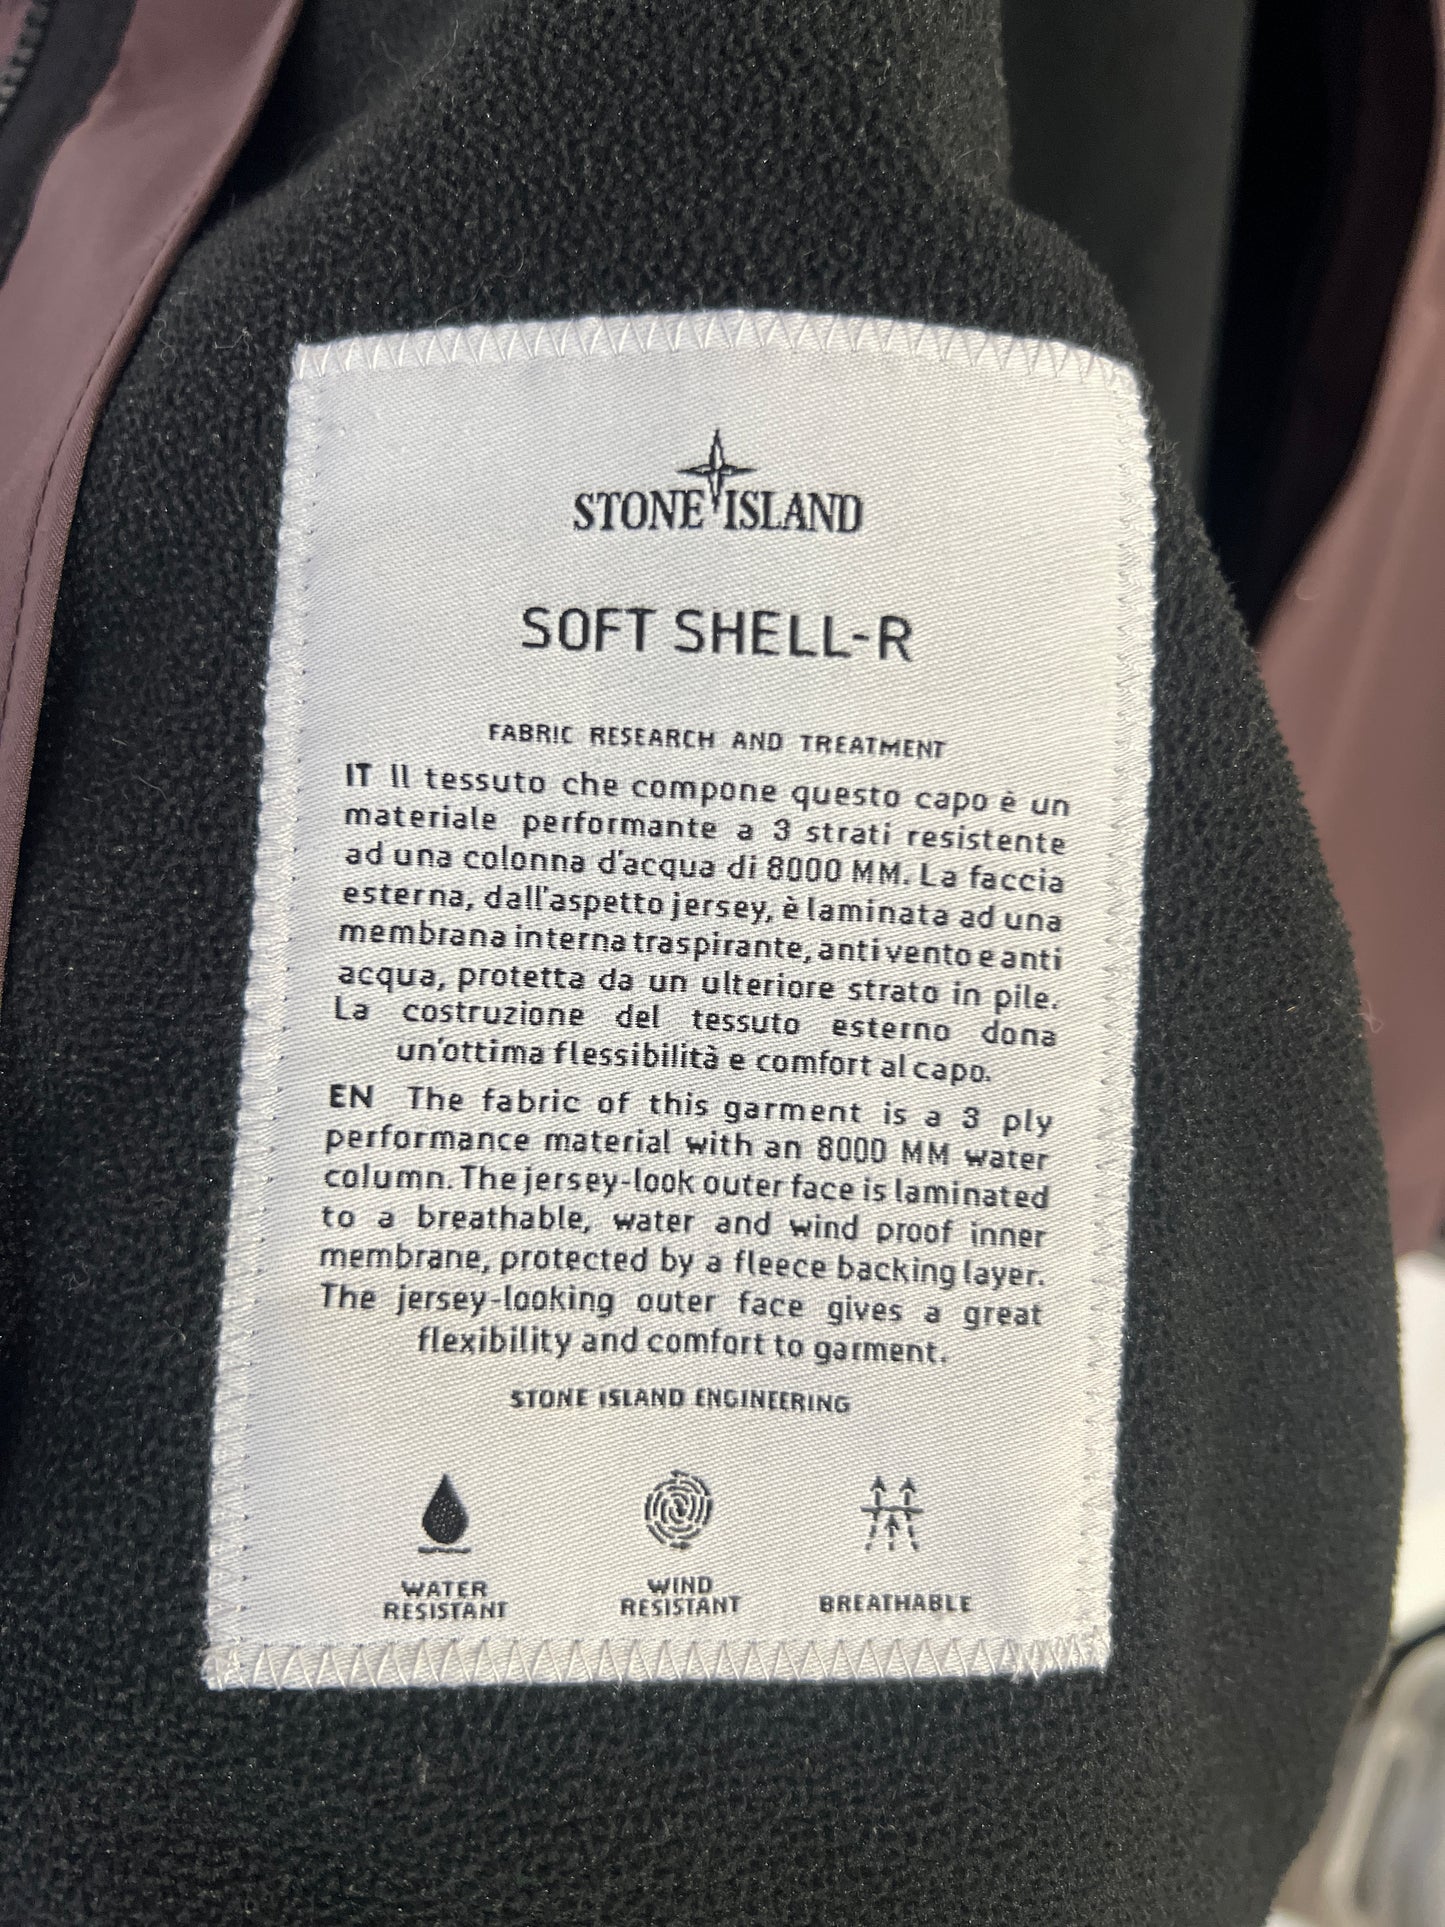 STONE ISLAND
SOFT SHELL-R
FABRIC RESEARCH AND TREATMENT
IT Il tessuto che compone questo capo è un
materiale performante a 3 strati resistente
ad una colonna d'acqua di 8000 MM. La faccia
esterna, dall'aspetto jersey, è laminata ad una
membrana interna traspirante, antivento e anti
acqua, protetta da un ulteriore strato in pile.
La costruzione del tessuto esterno dona
un'ottima flessibilità e comfort al capo.
EN The fabric of this garment is a 3 ply
performance material with an 8000 MM water
column. The jersey-look outer face is laminated
to a breathable, water and wind proof inner
membrane, protected by a fleece backing layer.
The jersey-looking outer face gives a great
flexibility and comfort to garment.
STONE ISLAND ENGINEERING
WATER
RESISTANT
WIND
RESISTANT
BREATHABLE